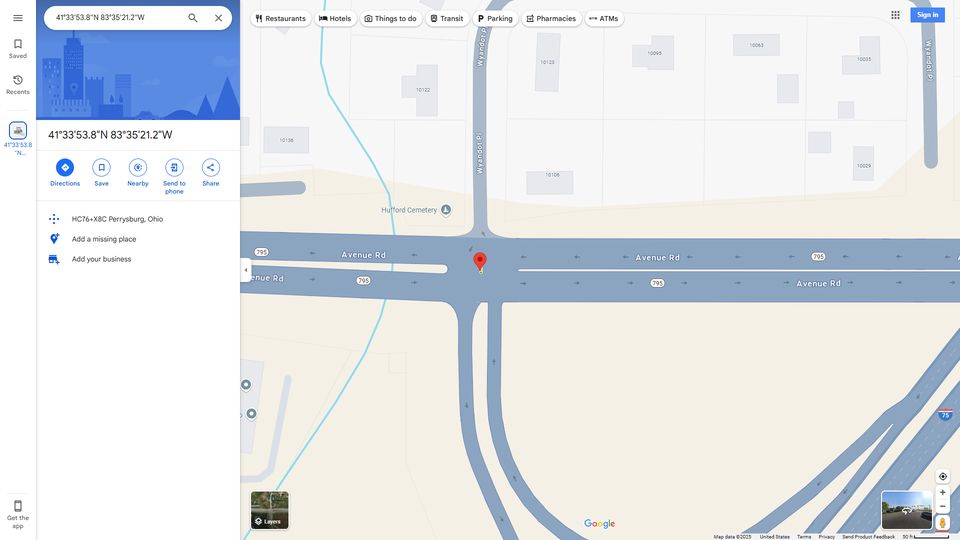 41°33'53.8"N 83°35'21.2"W
Restaurants
Hotels
Things to do
Transit
Parking
Pharmacies
ATMs
Sign in
Saved
Recents
41°33'53.8
"N...
41°33'53.8"N 83°35'21.2"W
Directions
Save
Nearby
Send to
phone
Share
HC76+X8C Perrysburg, Ohio
Add a missing place
Add your business
Get the
app
Wyandot Pl
Wyandot Pl
Wyandot Pl
10123
10095
10063
10035
10122
10136
10106
10029
Hufford Cemetery
795
Avenue Rd
Avenue Rd
795
enue Rd
795
795
Avenue Rd
75
Layers
Google
Map data ©2025
United States
Terms
Privacy
Send Product Feedback
50 ft